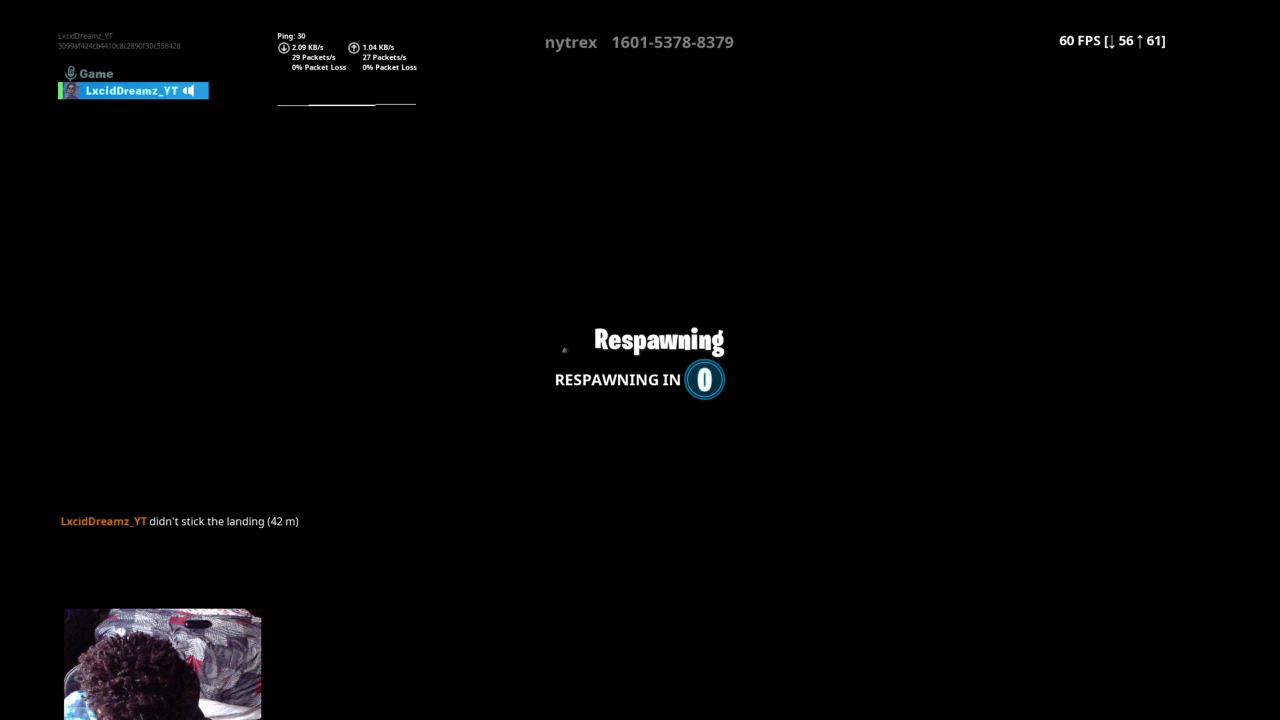 LxcidDreamz_YT
3099af424cb4410c8c2890f30c558428
Game
LxcidDreamz_YT
Ping: 30
2.09 KB/s 1.04 KB/s
29 Packets/s 27 Packets/s
0% Packet Loss 0% Packet Loss
nytrex 1601-5378-8379
60 FPS [↓ 56 ↑ 61]
Respawning
RESPAWNING IN 0
LxcidDreamz_YT didn't stick the landing (42 m)